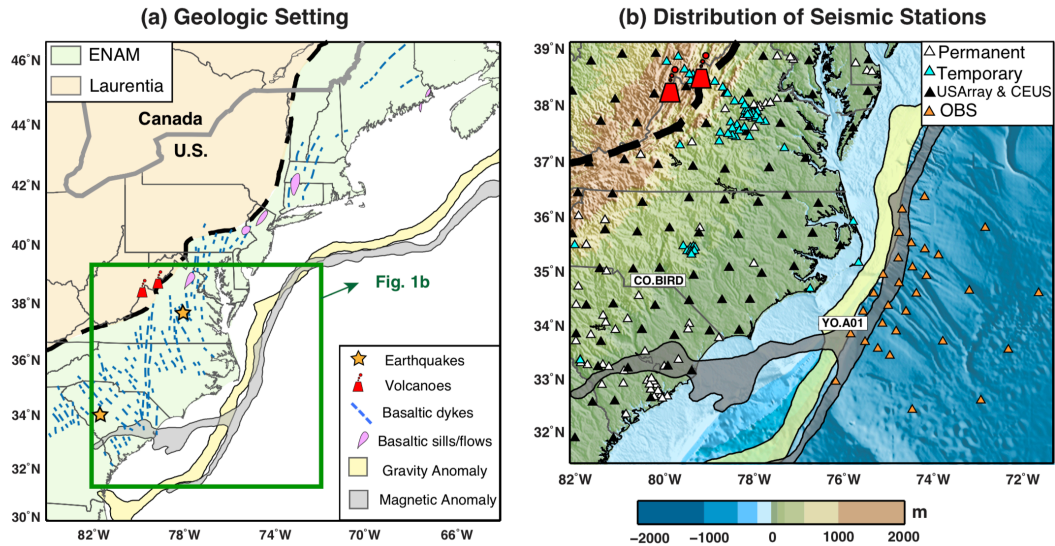 (a) Geologic Setting
46°N
44°N
42°N
40°N
38°N
36°N
34°N
32°N
30°N
ENAM
Laurentia
Canada
U.S.
Fig. 1b
Earthquakes
Volcanoes
Basaltic dykes
Basaltic sills/flows
Gravity Anomaly
Magnetic Anomaly
82°W 78°W 74°W 70°W 66°W
(b) Distribution of Seismic Stations
39°N
38°N
37°N
36°N
35°N
34°N
33°N
32°N
Permanent
Temporary
USArray & CEUS
OBS
CO.BIRD
YO.A01
82°W 80°W 78°W 76°W 74°W 72°W
m
−2000 −1000 0 1000 2000